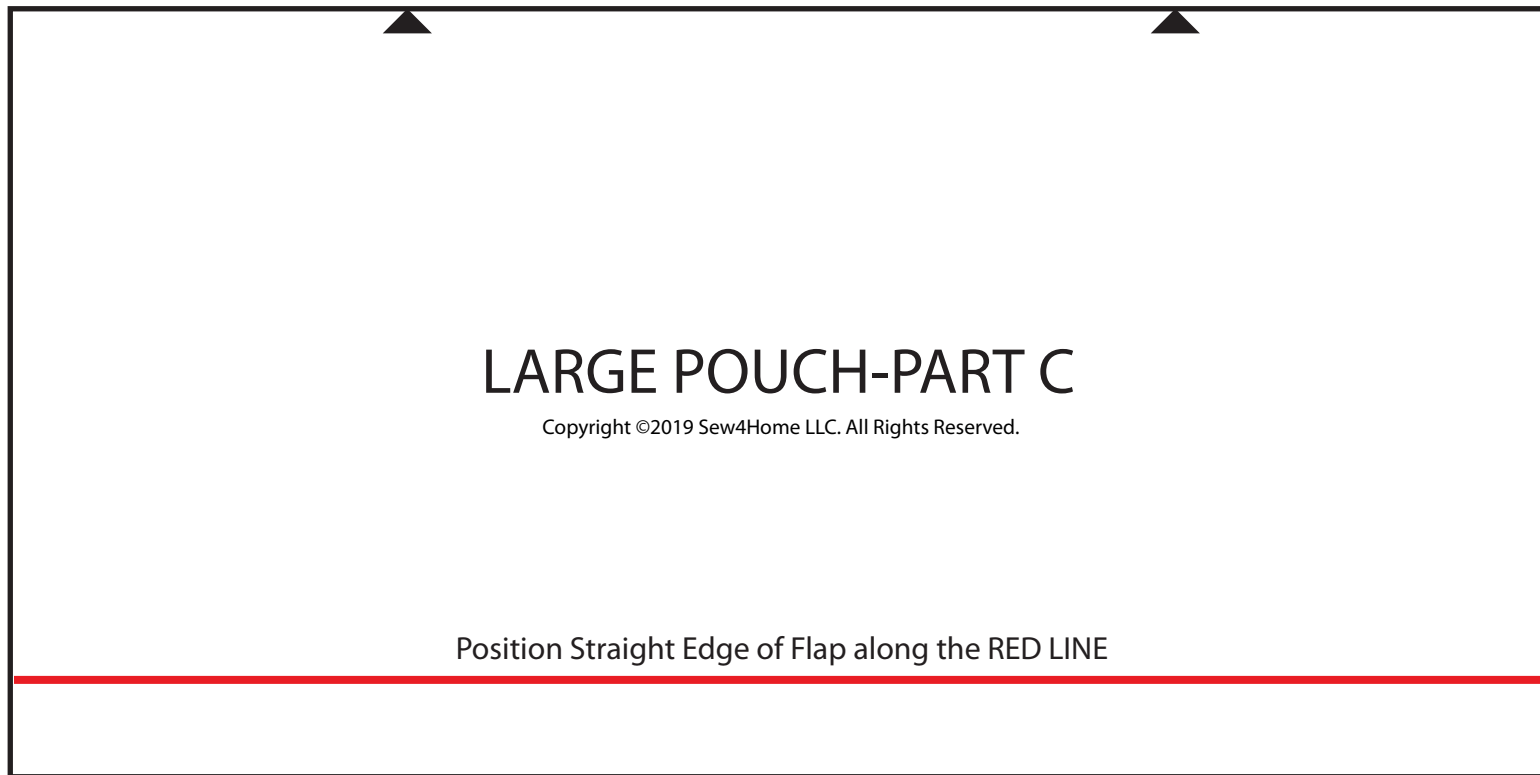 LARGE POUCH-PART C
Copyright ©2019 Sew4Home LLC. All Rights Reserved.
Position Straight Edge of Flap along the RED LINE